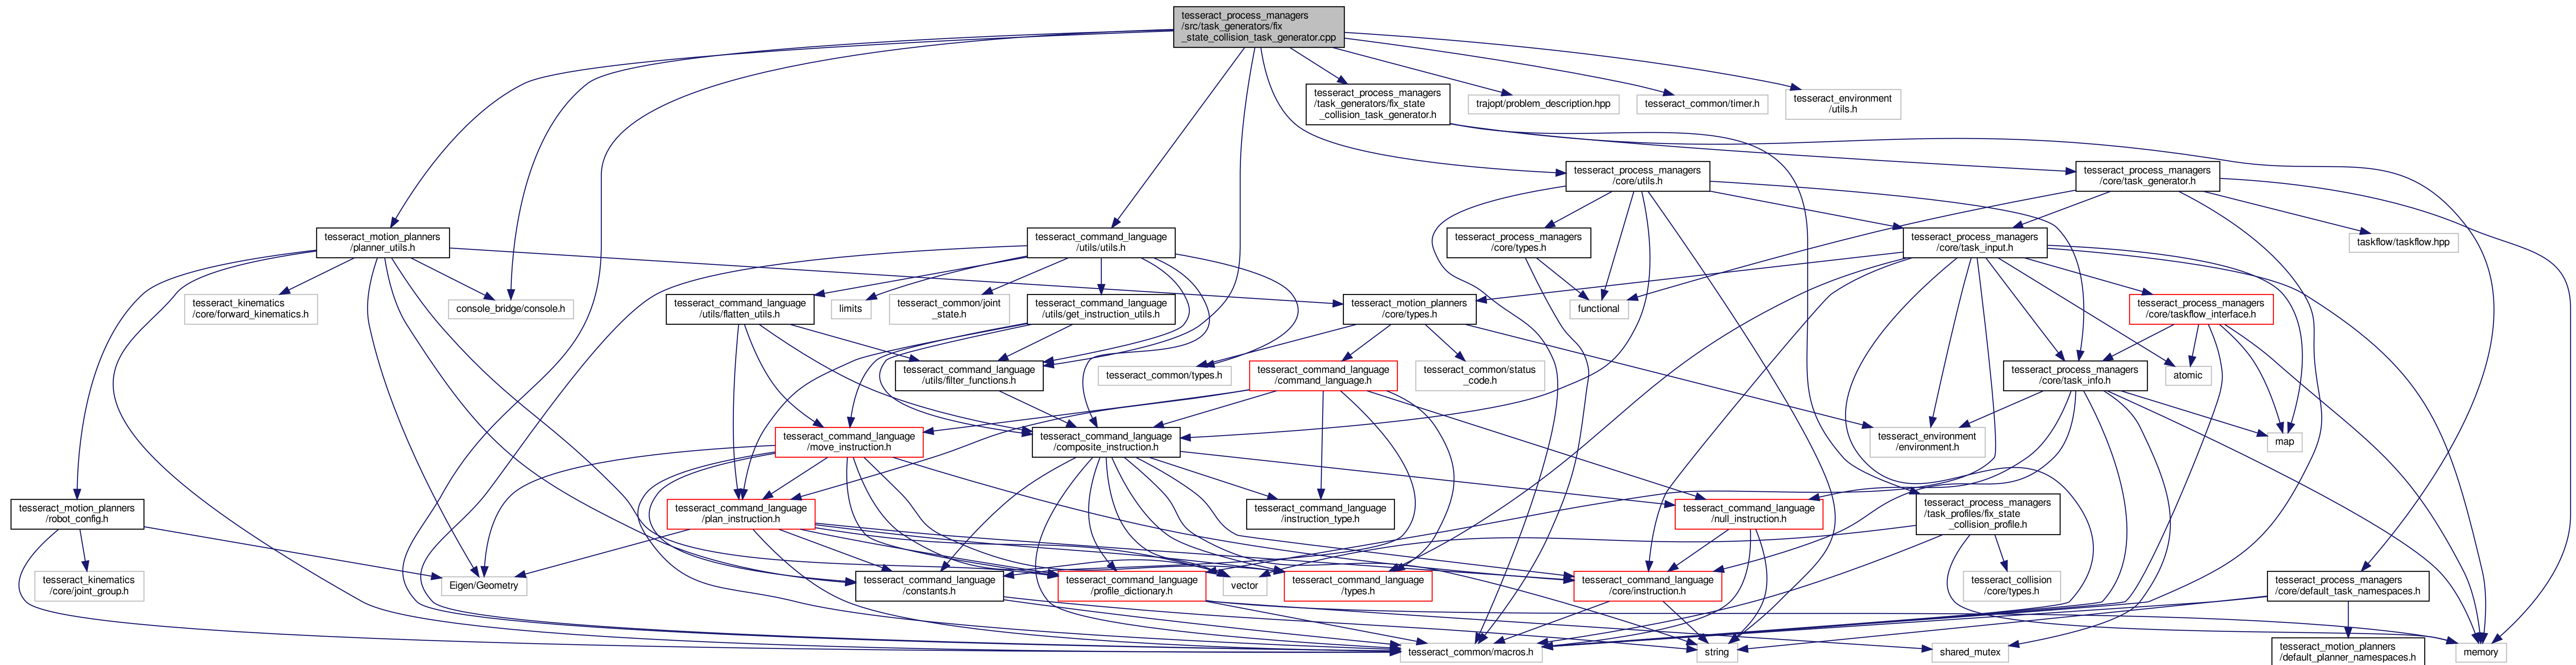 tesseract_process_managers
/src/task_generators/fix
_state_collision_task_generator.cpp
tesseract_process_managers
/task_generators/fix_state
_collision_task_generator.h
trajopt/problem_description.hpp
tesseract_common/timer.h
tesseract_environment
/utils.h
tesseract_process_managers
/core/utils.h
tesseract_process_managers
/core/task_generator.h
tesseract_motion_planners
/planner_utils.h
tesseract_command_language
/utils/utils.h
tesseract_process_managers
/core/types.h
tesseract_process_managers
/core/task_input.h
taskflow/taskflow.hpp
tesseract_kinematics
/core/forward_kinematics.h
console_bridge/console.h
tesseract_command_language
/utils/flatten_utils.h
limits
tesseract_common/joint
_state.h
tesseract_command_language
/utils/get_instruction_utils.h
tesseract_motion_planners
/core/types.h
functional
tesseract_process_managers
/core/taskflow_interface.h
tesseract_command_language
/utils/filter_functions.h
tesseract_common/types.h
tesseract_command_language
/command_language.h
tesseract_common/status
_code.h
tesseract_process_managers
/core/task_info.h
atomic
tesseract_command_language
/move_instruction.h
tesseract_command_language
/composite_instruction.h
tesseract_environment
/environment.h
map
tesseract_motion_planners
/robot_config.h
tesseract_command_language
/plan_instruction.h
tesseract_command_language
/instruction_type.h
tesseract_command_language
/null_instruction.h
tesseract_process_managers
/task_profiles/fix_state
_collision_profile.h
tesseract_kinematics
/core/joint_group.h
Eigen/Geometry
tesseract_command_language
/constants.h
tesseract_command_language
/profile_dictionary.h
vector
tesseract_command_language
/types.h
tesseract_command_language
/core/instruction.h
tesseract_collision
/core/types.h
tesseract_process_managers
/core/default_task_namespaces.h
tesseract_common/macros.h
string
shared_mutex
tesseract_motion_planners
/default_planner_namespaces.h
memory